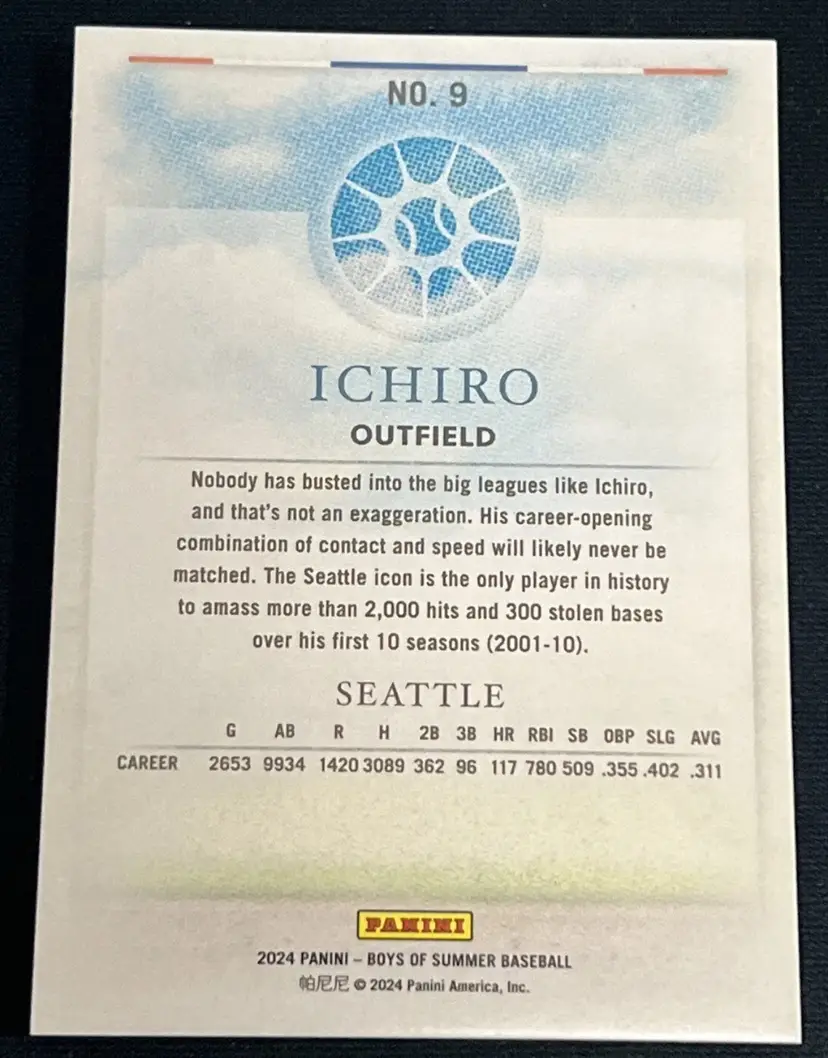 NO. 9
ICHIRO
OUTFIELD
Nobody has busted into the big leagues like Ichiro,
and that's not an exaggeration. His career-opening
combination of contact and speed will likely never be
matched. The Seattle icon is the only player in history
to amass more than 2,000 hits and 300 stolen bases
over his first 10 seasons (2001-10).
SEATTLE
G AB R H 2B 3B HR RBI SB OBP SLG AVG
CAREER 2653 9934 1420 3089 362 96 117 780 509 .355 .402 .311
PANINI
2024 PANINI – BOYS OF SUMMER BASEBALL
帕尼尼 © 2024 Panini America, Inc.